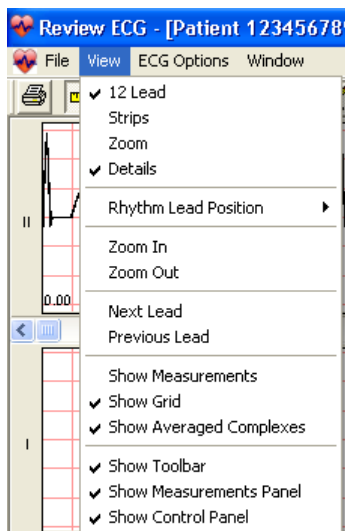 Review ECG - [Patient 123456789
File View ECG Options Window
12 Lead
Strips
Zoom
Details
Rhythm Lead Position
II
Zoom In
Zoom Out
0.00
Next Lead
Previous Lead
Show Measurements
Show Grid
Show Averaged Complexes
I
Show Toolbar
Show Measurements Panel
Show Control Panel